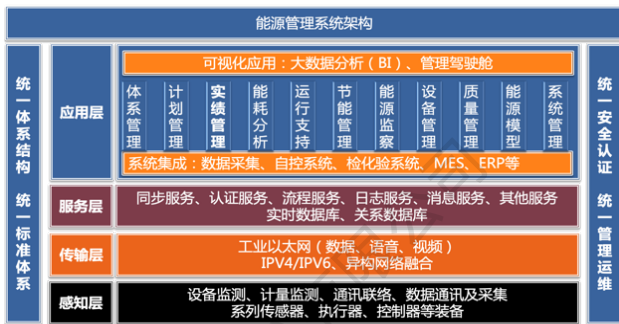 能源管理系统架构
统一体系结构 统一标准体系
应用层
可视化应用：大数据分析（BI）、管理驾驶舱
体系管理
计划管理
实绩管理
能耗分析
运行支持
节能管理
能源监察
设备管理
质量管理
能源模型
系统管理
系统集成：数据采集、自控系统、检化验系统、MES、ERP等
服务层
同步服务、认证服务、流程服务、日志服务、消息服务、其他服务
实时数据库、关系数据库
传输层
工业以太网（数据、语音、视频）
IPV4/IPV6、异构网络融合
感知层
设备监测、计量监测、通讯联络、数据通讯及采集
系列传感器、执行器、控制器等装备
统一安全认证 统一管理运维